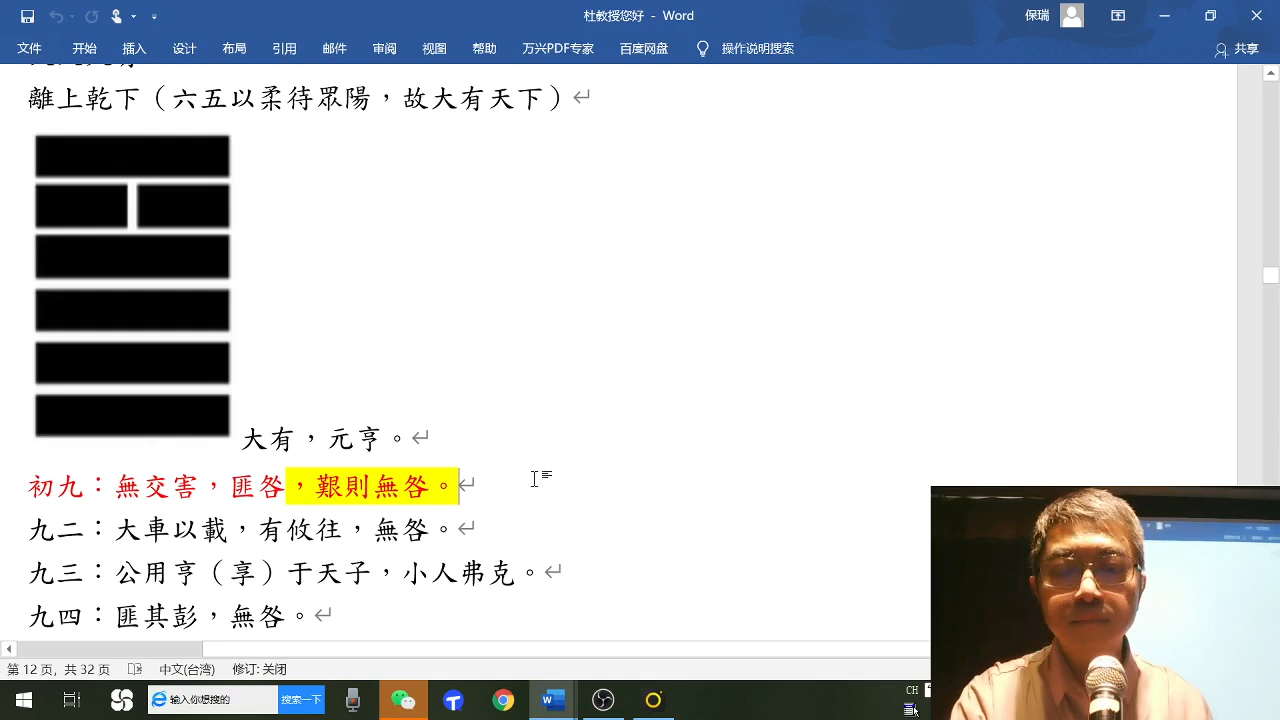 杜教授您好 - Word
保瑞
文件 开始 插入 设计 布局 引用 邮件 审阅 视图 帮助 万兴PDF专家 百度网盘 操作说明搜索 共享
離上乾下（六五以柔待眾陽，故大有天下）
大有，元亨。
初九：無交害，匪咎，艱則無咎。
九二：大車以載，有攸往，無咎。
九三：公用亨（享）于天子，小人弗克。
九四：匪其彭，無咎。
第 12 页，共 32 页 中文(台湾) 修订: 关闭
输入你想搜的 搜索一下
CH